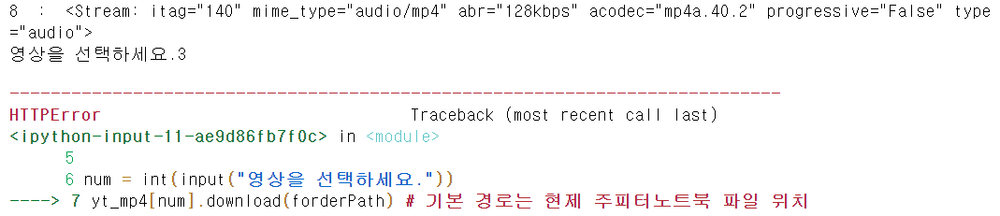 8  :  <Stream: itag="140" mime_type="audio/mp4" abr="128kbps" acodec="mp4a.40.2" progressive="False" type
="audio">
영상을 선택하세요.3
---------------------------------------------------------------------------
HTTPError                                 Traceback (most recent call last)
<ipython-input-11-ae9d86fb7f0c> in <module>
      5
      6 num = int(input("영상을 선택하세요."))
----> 7 yt_mp4[num].download(forderPath) # 기본 경로는 현제 주피터노트북 파일 위치